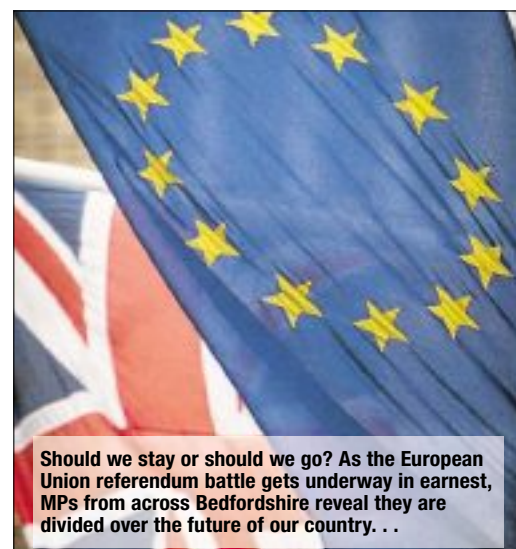 Should we stay or should we go? As the European
Union referendum battle gets underway in earnest,
MPs from across Bedfordshire reveal they are
divided over the future of our country. . .